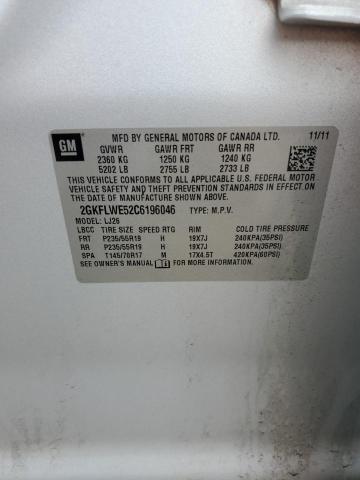 GM
MFD BY GENERAL MOTORS OF CANADA LTD. 11/11
GVWR GAWR FRT GAWR RR
2360 KG 1250 KG 1240 KG
5202 LB 2755 LB 2733 LB
THIS VEHICLE CONFORMS TO ALL APPLICABLE U.S. FEDERAL MOTOR
VEHICLE SAFETY AND THEFT PREVENTION STANDARDS IN EFFECT ON
THE DATE OF MANUFACTURE SHOWN ABOVE.
2GKFLWE52C6196046 TYPE: M.P.V.
MODEL: LJ26
LBCC TIRE SIZE SPEED RTG RIM COLD TIRE PRESSURE
FRT P235/55R19 H 19X7J 240KPA(35PSI)
RR P235/55R19 H 19X7J 240KPA(35PSI)
SPA T145/70R17 M 17X4.5T 420KPA(60PSI)
SEE OWNER'S MANUAL FOR MORE INFORMATION.